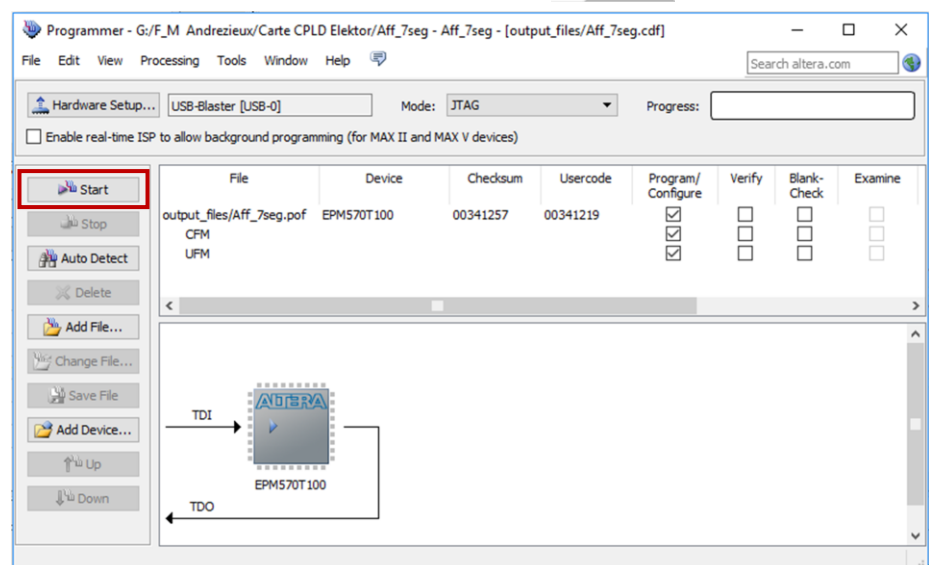 Programmer - G:/F_M Andrezieux/Carte CPLD Elektor/Aff_7seg - Aff_7seg - [output_files/Aff_7seg.cdf]
File Edit View Processing Tools Window Help
Search altera.com
Hardware Setup... USB-Blaster [USB-0] Mode: JTAG Progress:
Enable real-time ISP to allow background programming (for MAX II and MAX V devices)
Start
Stop
Auto Detect
Delete
Add File...
Change File...
Save File
Add Device...
Up
Down
File Device Checksum Usercode Program/ Verify Blank- Examine
Configure Check
output_files/Aff_7seg.pof EPM570T100 00341257 00341219
CFM
UFM
ALTERA
TDI
EPM570T100
TDO